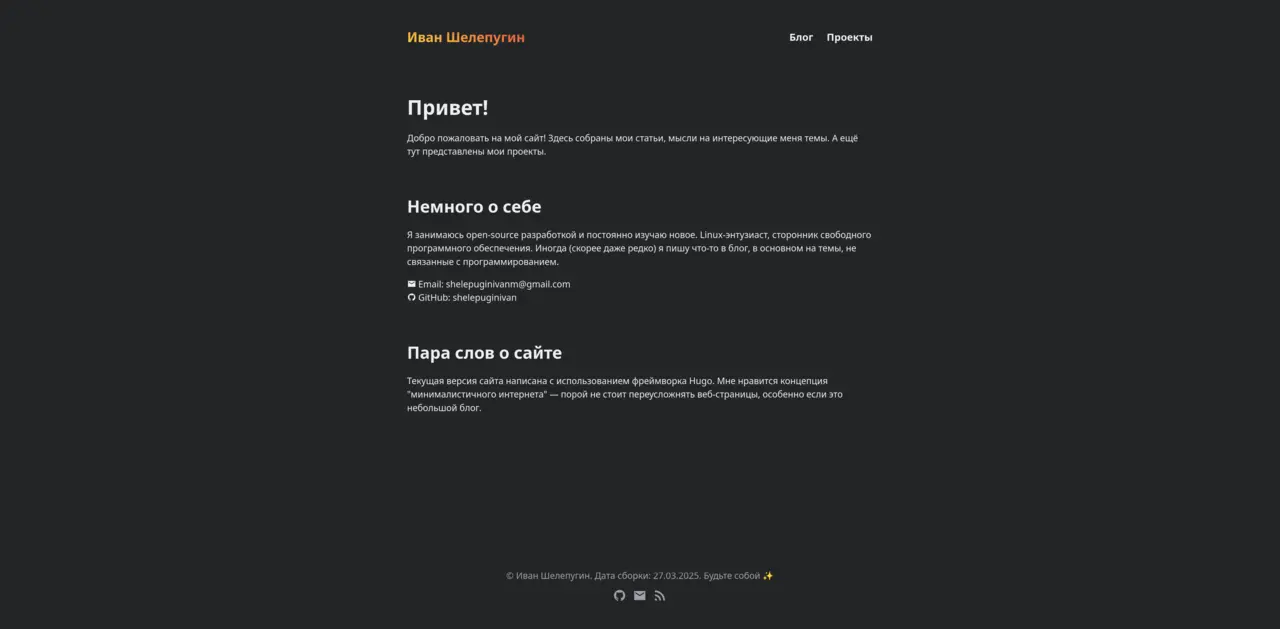 Иван Шелепугин
Блог Проекты
Привет!
Добро пожаловать на мой сайт! Здесь собраны мои статьи, мысли на интересующие меня темы. А ещё
тут представлены мои проекты.
Немного о себе
Я занимаюсь open-source разработкой и постоянно изучаю новое. Linux-энтузиаст, сторонник свободного
программного обеспечения. Иногда (скорее даже редко) я пишу что-то в блог, в основном на темы, не
связанные с программированием.
Email: shelepuginivanm@gmail.com
GitHub: shelepuginivan
Пара слов о сайте
Текущая версия сайта написана с использованием фреймворка Hugo. Мне нравится концепция
"минималистичного интернета" — порой не стоит переусложнять веб-страницы, особенно если это
небольшой блог.
© Иван Шелепугин. Дата сборки: 27.03.2025. Будьте собой ✨